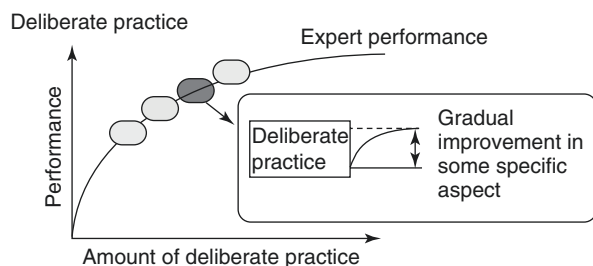 Deliberate practice
Expert performance
Performance
Deliberate
practice
Gradual
improvement in
some specific
aspect
Amount of deliberate practice